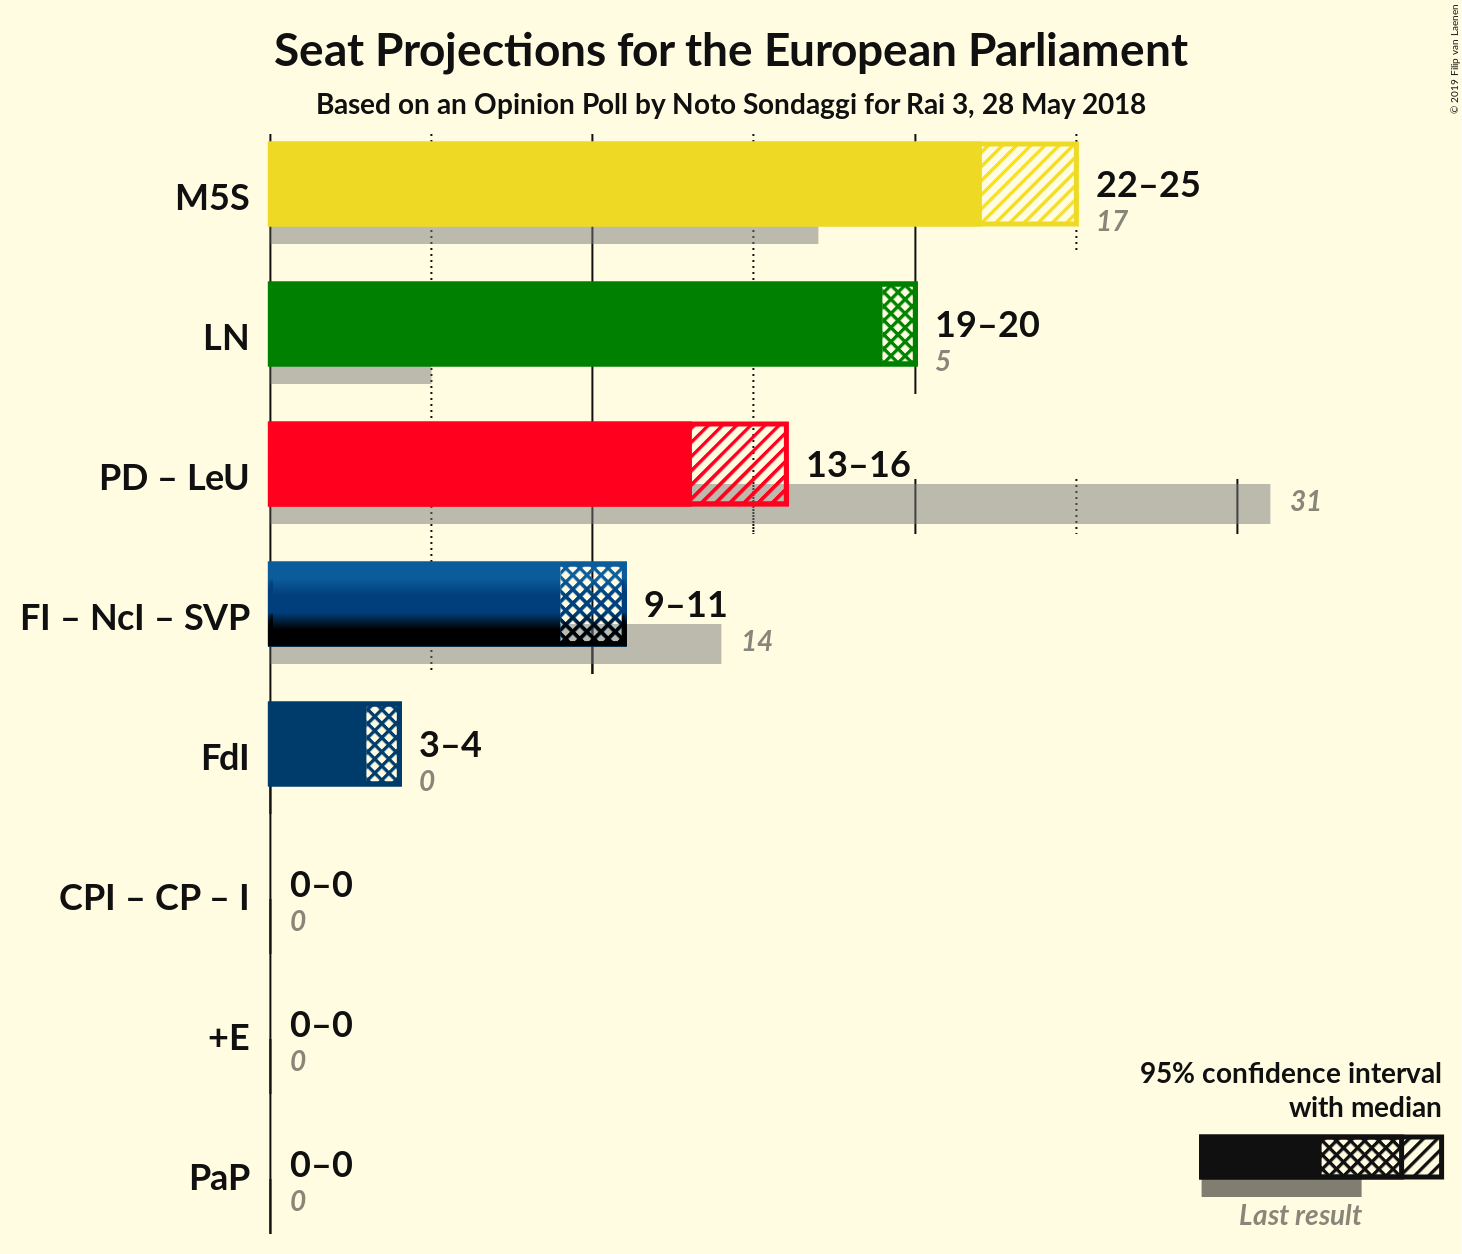 Seat Projections for the European Parliament
Based on an Opinion Poll by Noto Sondaggi for Rai 3, 28 May 2018
© 2019 Filip van Laenen
M5S
22–25
17
LN
19–20
5
PD – LeU
13–16
31
FI – NcI – SVP
9–11
14
FdI
3–4
0
CPI – CP – I
0–0
0
+E
0–0
0
PaP
0–0
0
95% confidence interval
with median
Last result